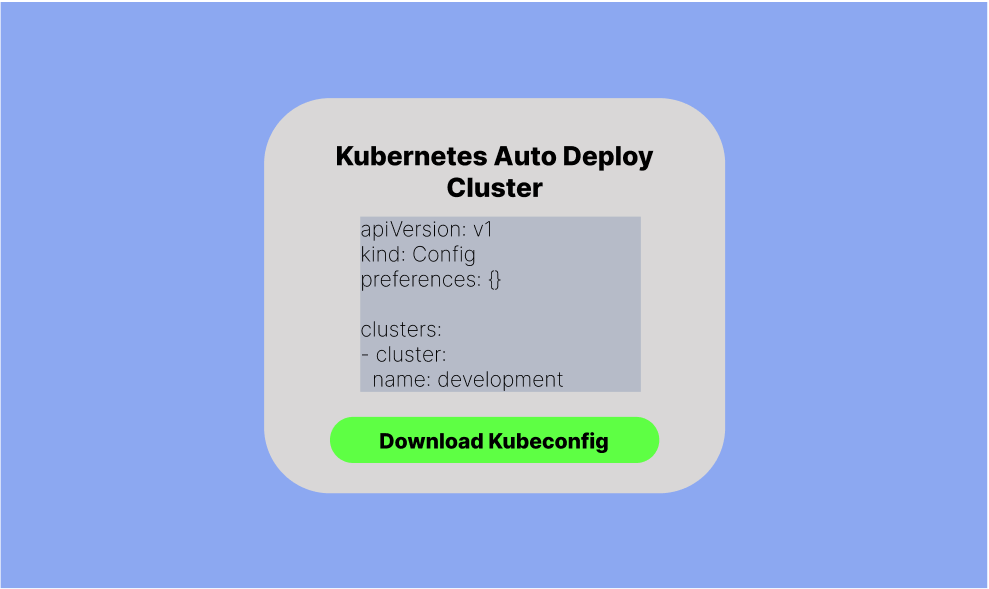 Kubernetes Auto Deploy
Cluster
apiVersion: v1
kind: Config
preferences: {}
clusters:
- cluster:
  name: development
Download Kubeconfig